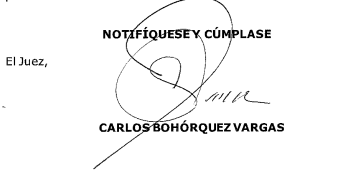 NOTIFÍQUESE Y CÚMPLASE
El Juez,
CARLOS BOHÓRQUEZ VARGAS